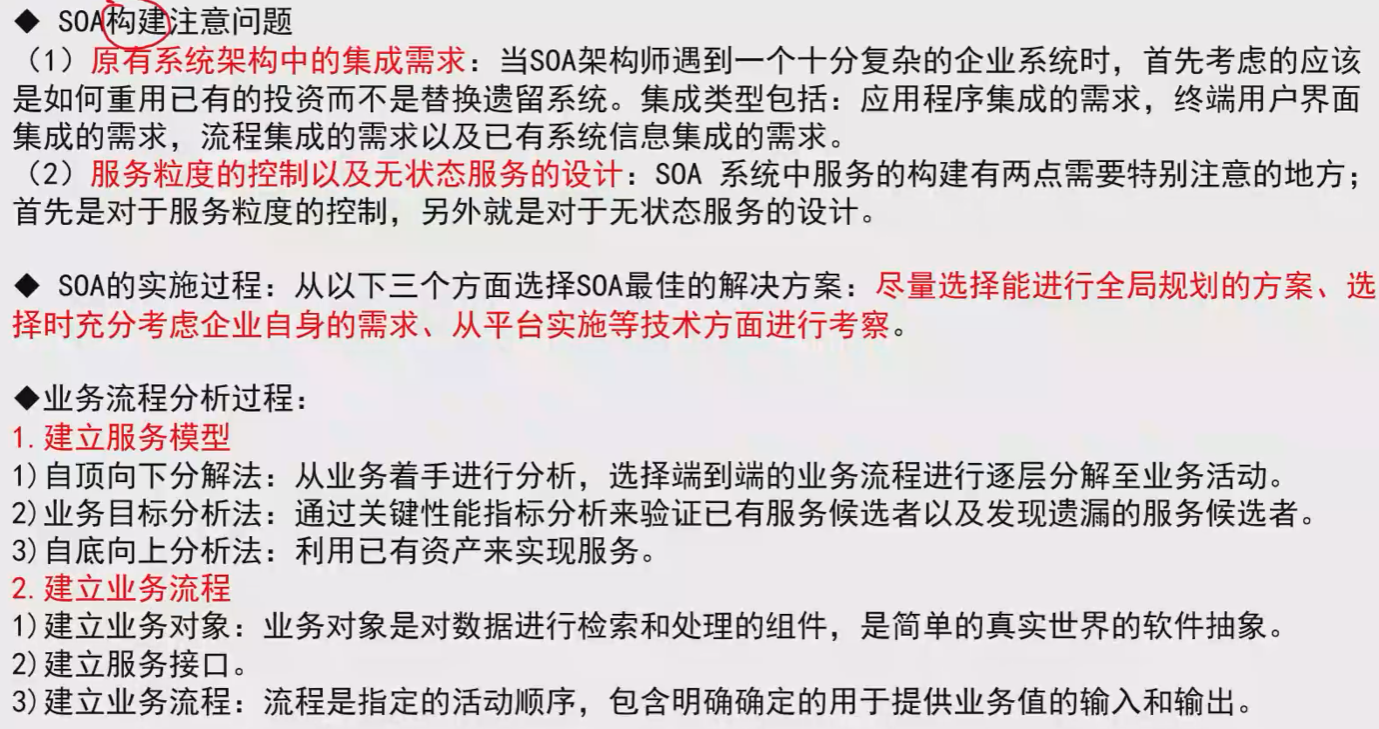 ◆ SOA构建注意问题
（1）原有系统架构中的集成需求：当SOA架构师遇到一个十分复杂的企业系统时，首先考虑的应该
是如何重用已有的投资而不是替换遗留系统。集成类型包括：应用程序集成的需求，终端用户界面
集成的需求，流程集成的需求以及已有系统信息集成的需求。
（2）服务粒度的控制以及无状态服务的设计：SOA 系统中服务的构建有两点需要特别注意的地方；
首先是对于服务粒度的控制，另外就是对于无状态服务的设计。
◆ SOA的实施过程：从以下三个方面选择SOA最佳的解决方案：尽量选择能进行全局规划的方案、选
择时充分考虑企业自身的需求、从平台实施等技术方面进行考察。
◆业务流程分析过程：
1.建立服务模型
1)自顶向下分解法：从业务着手进行分析，选择端到端的业务流程进行逐层分解至业务活动。
2)业务目标分析法：通过关键性能指标分析来验证已有服务候选者以及发现遗漏的服务候选者。
3)自底向上分析法：利用已有资产来实现服务。
2.建立业务流程
1)建立业务对象：业务对象是对数据进行检索和处理的组件，是简单的真实世界的软件抽象。
2)建立服务接口。
3)建立业务流程：流程是指定的活动顺序，包含明确确定的用于提供业务值的输入和输出。